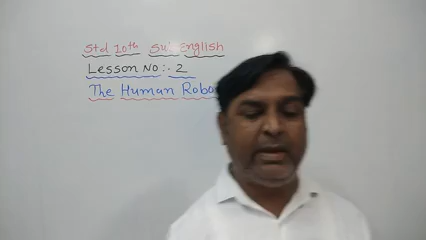 Std 10th Sub English
Lesson No :- 2
The Human